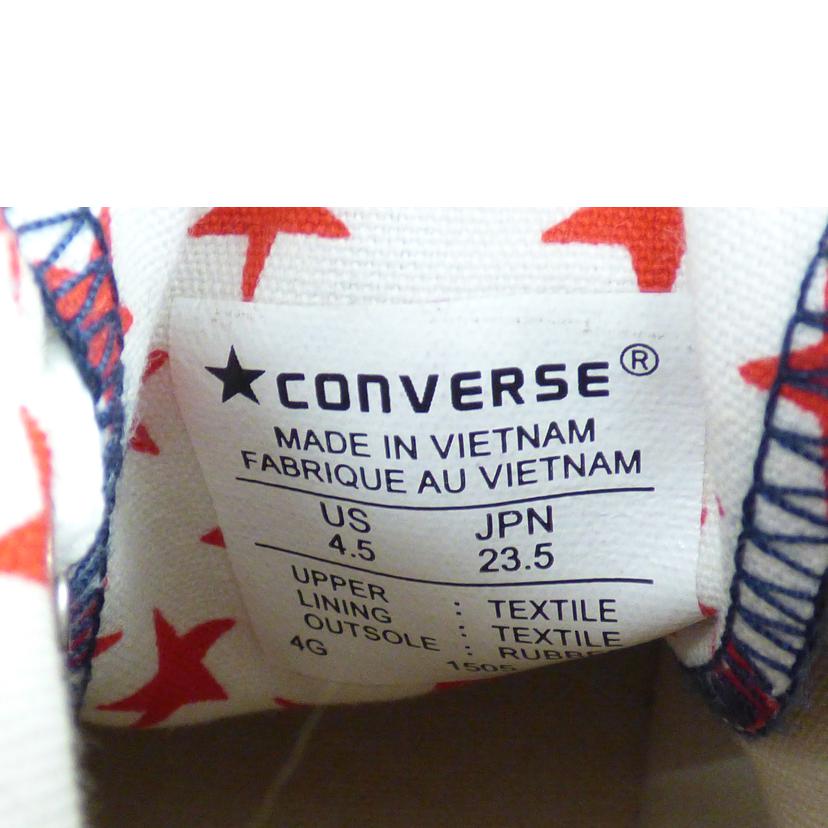 ★CONVERSE®
MADE IN VIETNAM
FABRIQUE AU VIETNAM
US JPN
4.5 23.5
UPPER : TEXTILE
LINING : TEXTILE
OUTSOLE :
4G 1505